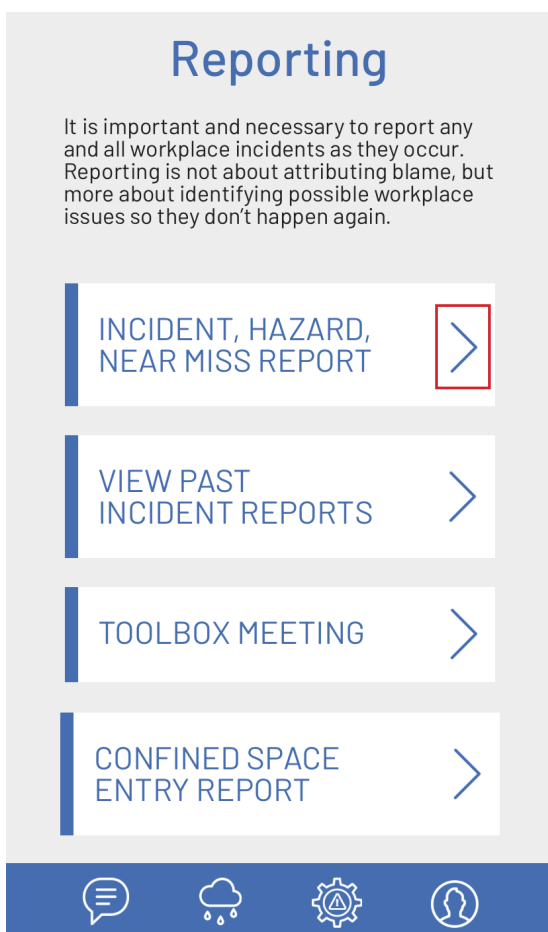 Reporting
It is important and necessary to report any
and all workplace incidents as they occur.
Reporting is not about attributing blame, but
more about identifying possible workplace
issues so they don't happen again.
INCIDENT, HAZARD,
NEAR MISS REPORT
VIEW PAST
INCIDENT REPORTS
TOOLBOX MEETING
CONFINED SPACE
ENTRY REPORT